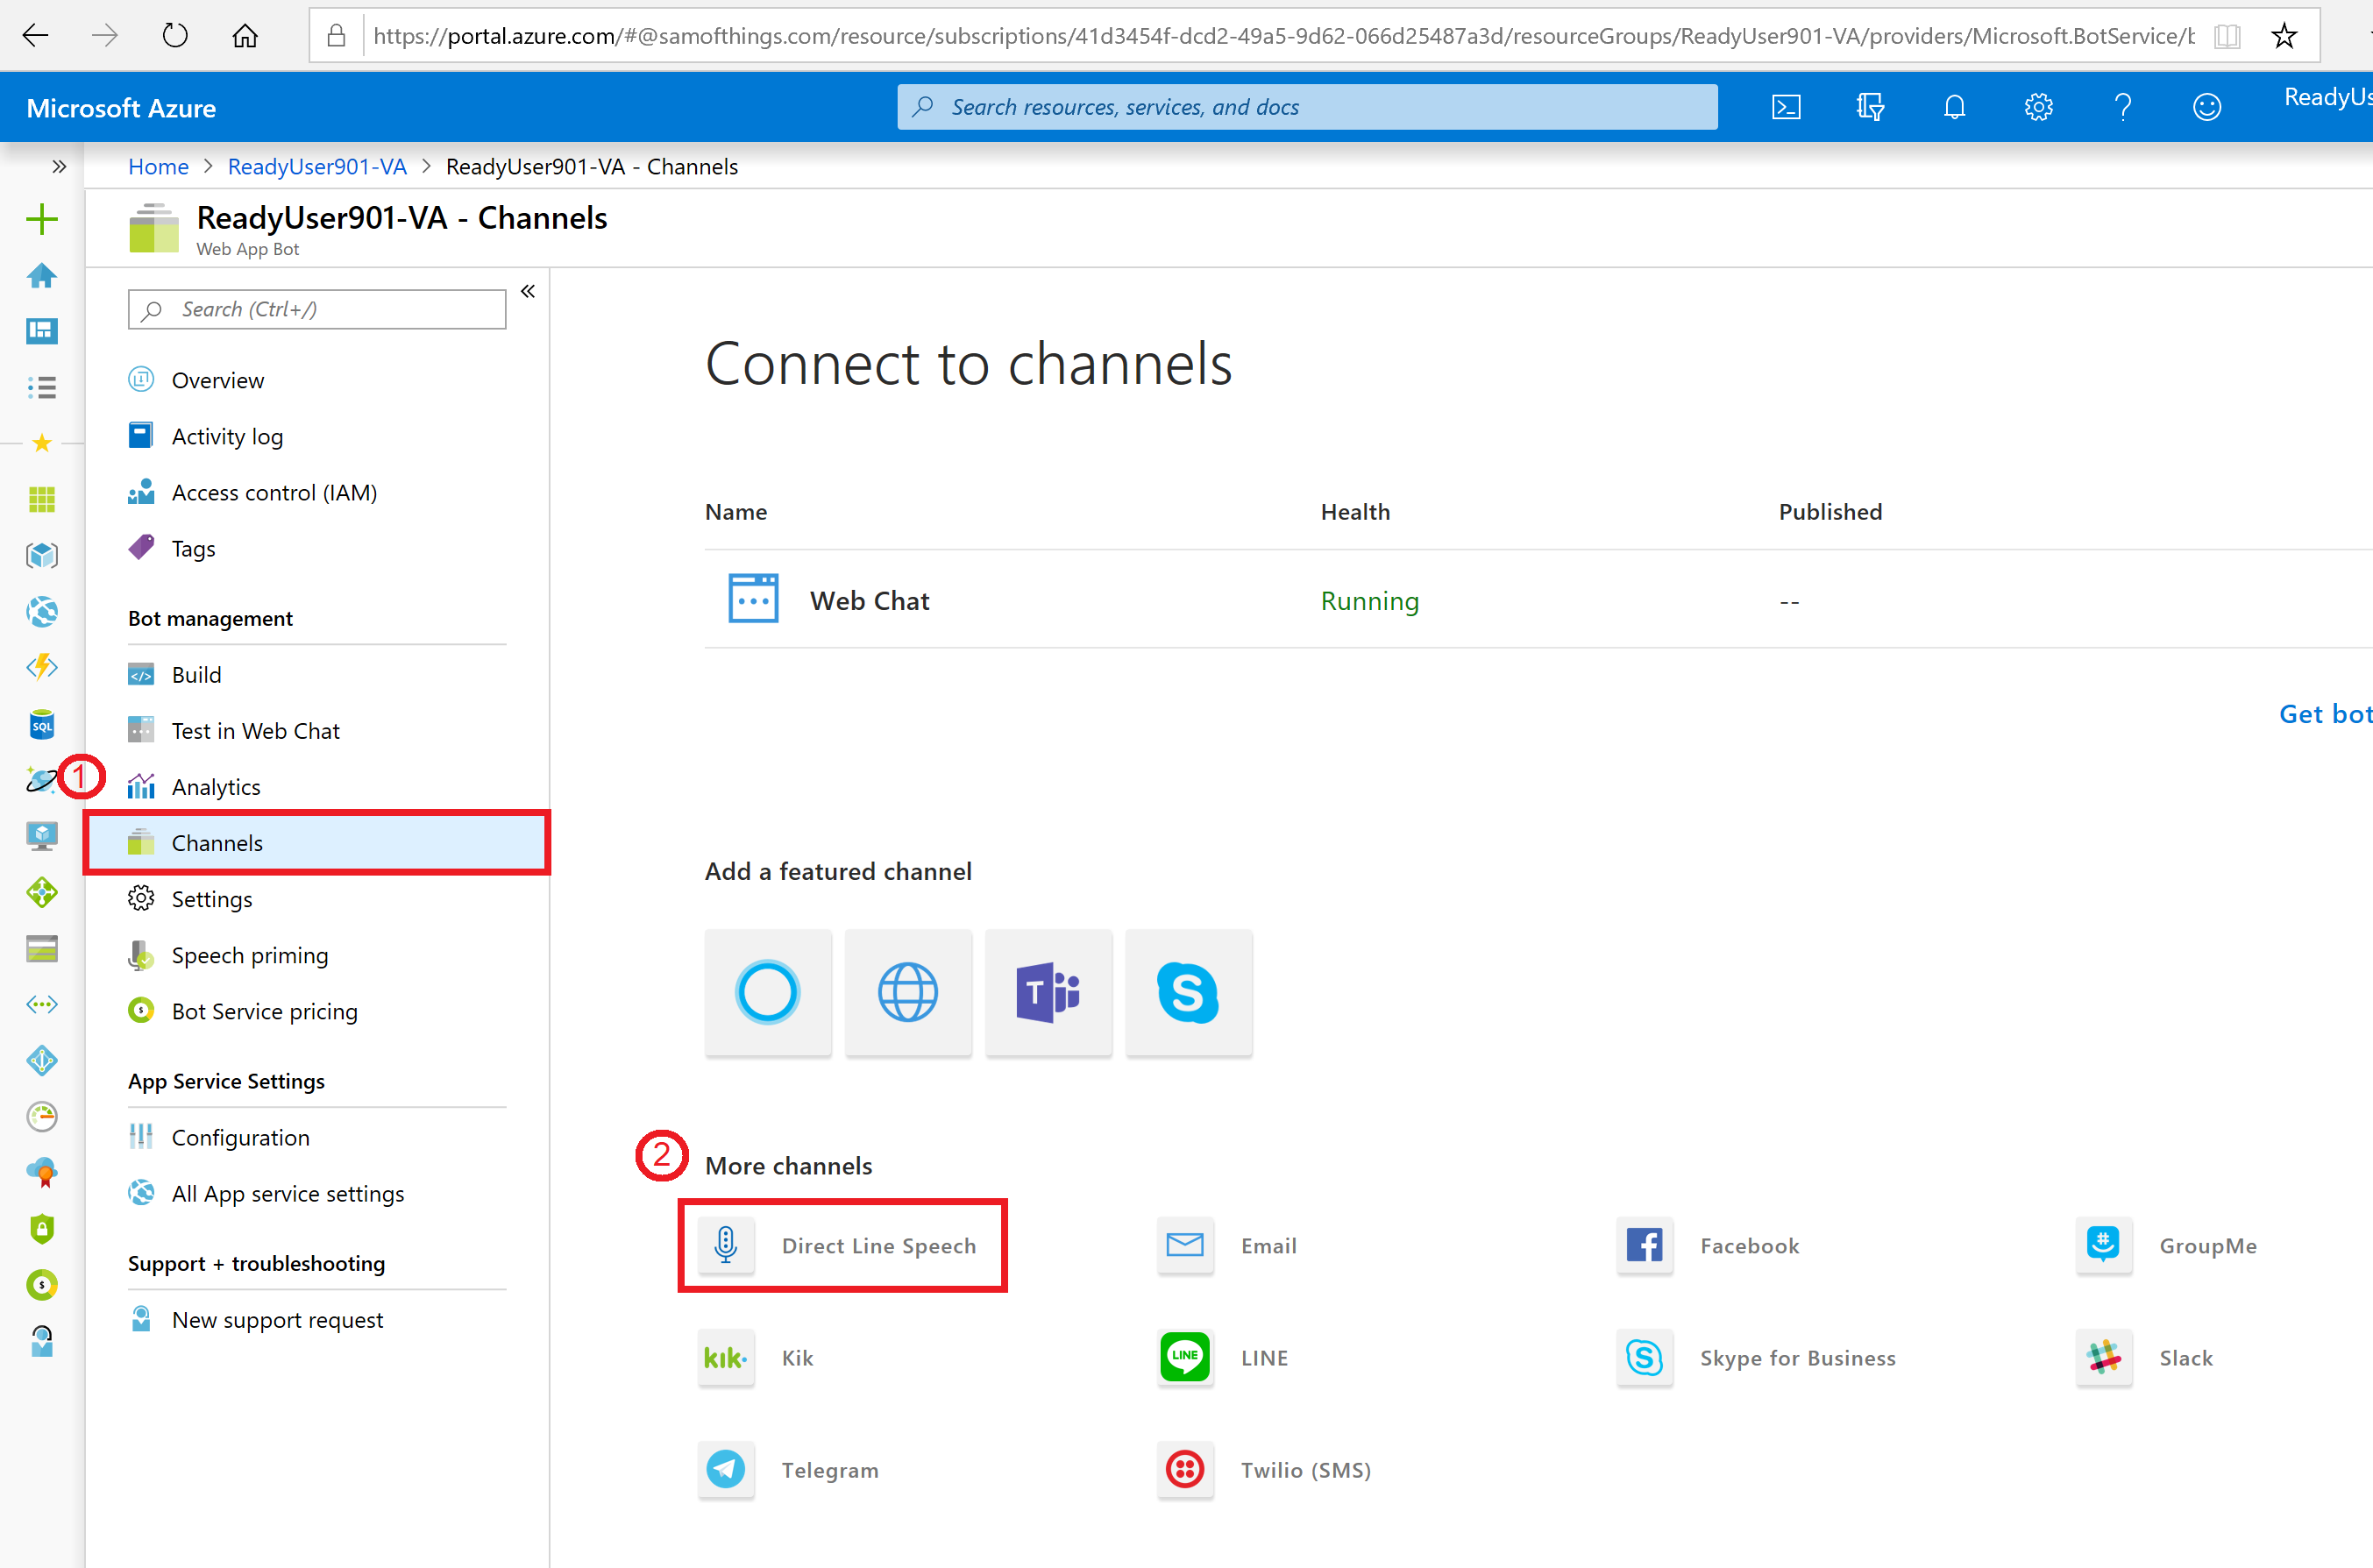 https://portal.azure.com/#@samofthings.com/resource/subscriptions/41d3454f-dcd2-49a5-9d62-066d25487a3d/resourceGroups/ReadyUser901-VA/providers/Microsoft.BotService/b
Microsoft Azure
Search resources, services, and docs
ReadyUs
Home > ReadyUser901-VA > ReadyUser901-VA - Channels
ReadyUser901-VA - Channels
Web App Bot
Search (Ctrl+/)
Overview
Activity log
Access control (IAM)
Tags
Bot management
Build
Test in Web Chat
1
Analytics
Channels
Settings
Speech priming
Bot Service pricing
App Service Settings
Configuration
All App service settings
Support + troubleshooting
New support request
SQL
Connect to channels
Name Health Published
Web Chat Running --
Get bot
Add a featured channel
T
S
2
More channels
Direct Line Speech
Email
Facebook
GroupMe
kik.
Kik
LINE
LINE
S
Skype for Business
Slack
Telegram
Twilio (SMS)